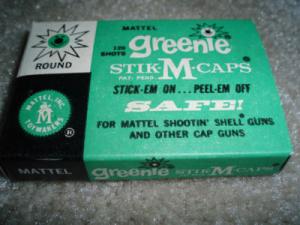 MATTEL
120
SHOTS
greenie
ROUND
STIK-M-CAPS
PAT. PEND.
STICK-EM ON...PEEL-EM OFF
SAFE!
MATTEL, INC.
TOYMAKERS
M
®
FOR MATTEL SHOOTIN' SHELL GUNS
AND OTHER CAP GUNS
MATTEL
greenie STIK-M-CAPS